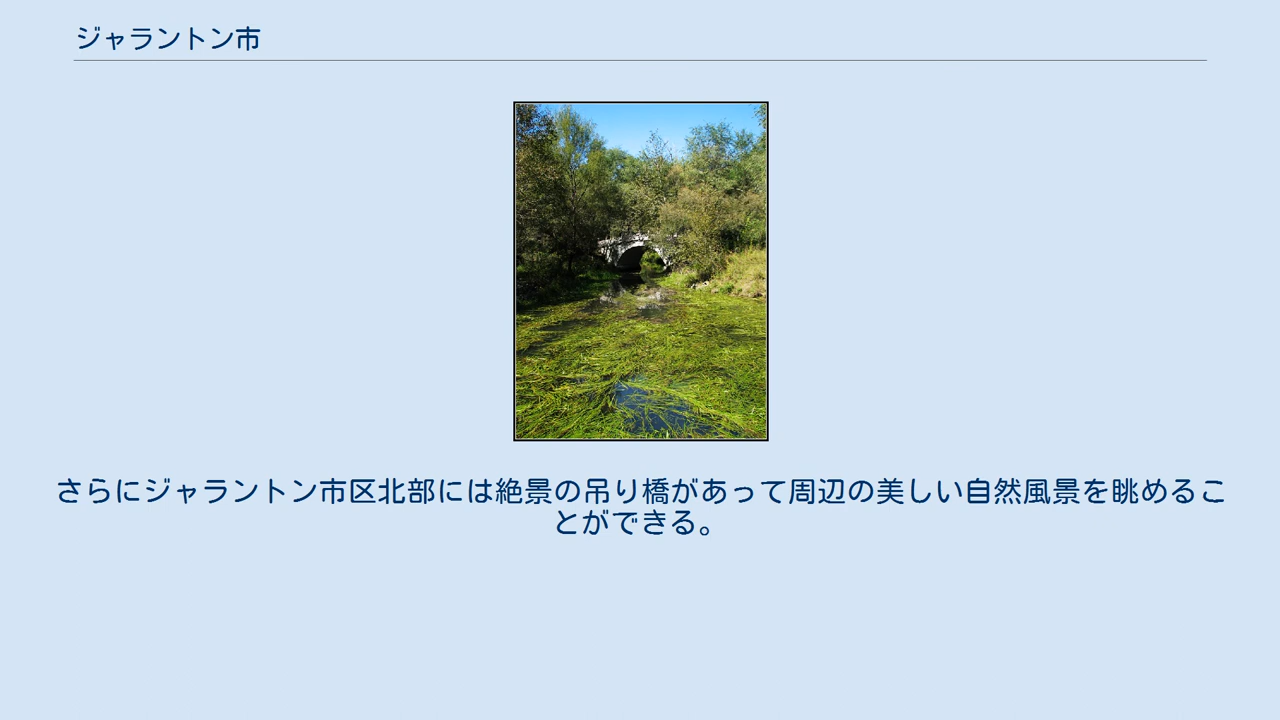 ジャラントン市
さらにジャラントン市区北部には絶景の吊り橋があって周辺の美しい自然風景を眺めるこ
とができる。